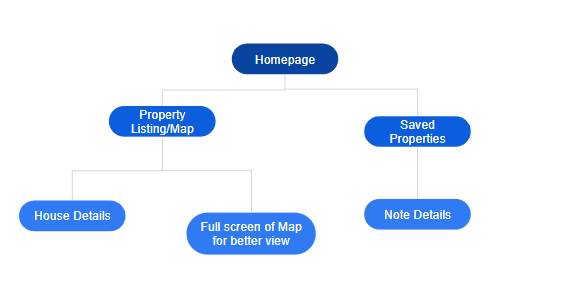 Homepage
Property
Listing/Map
Saved
Properties
House Details
Full screen of Map
for better view
Note Details